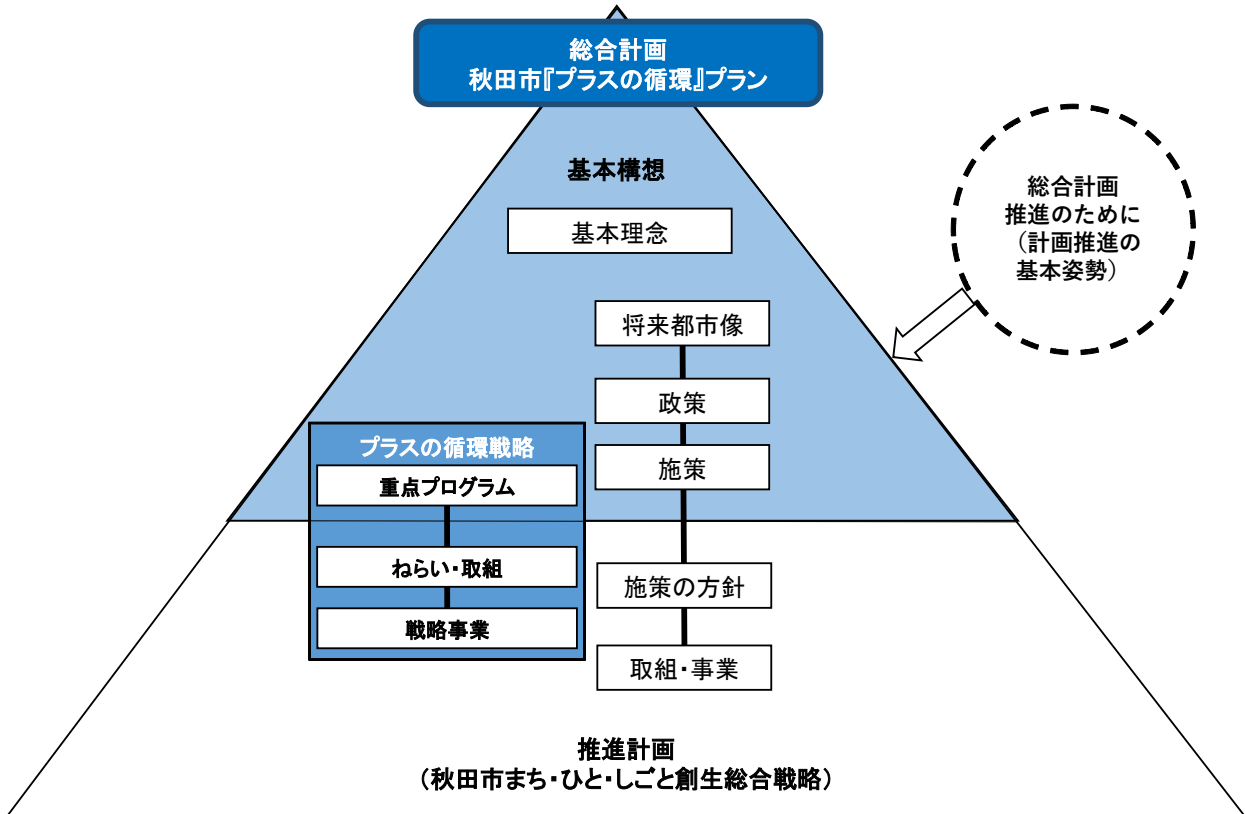 総合計画
秋田市『プラスの循環』プラン
基本構想
基本理念
総合計画
推進のために
（計画推進の
基本姿勢）
将来都市像
政策
施策
プラスの循環戦略
重点プログラム
ねらい・取組
戦略事業
施策の方針
取組・事業
推進計画
（秋田市まち・ひと・しごと創生総合戦略）